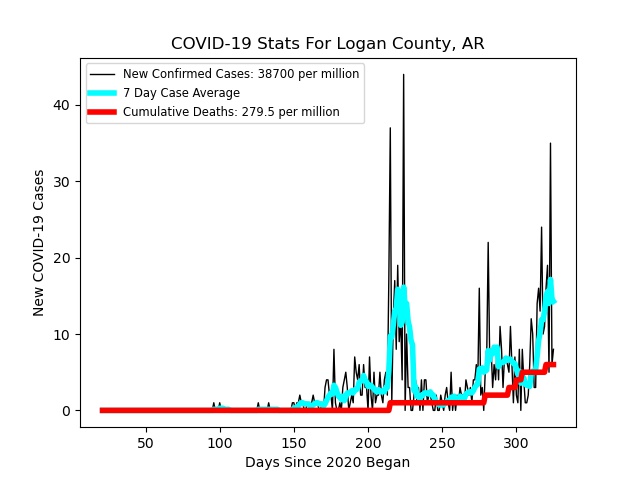 COVID-19 Stats For Logan County, AR
New Confirmed Cases: 38700 per million
7 Day Case Average
Cumulative Deaths: 279.5 per million
New COVID-19 Cases
40
30
20
10
0
50 100 150 200 250 300
Days Since 2020 Began